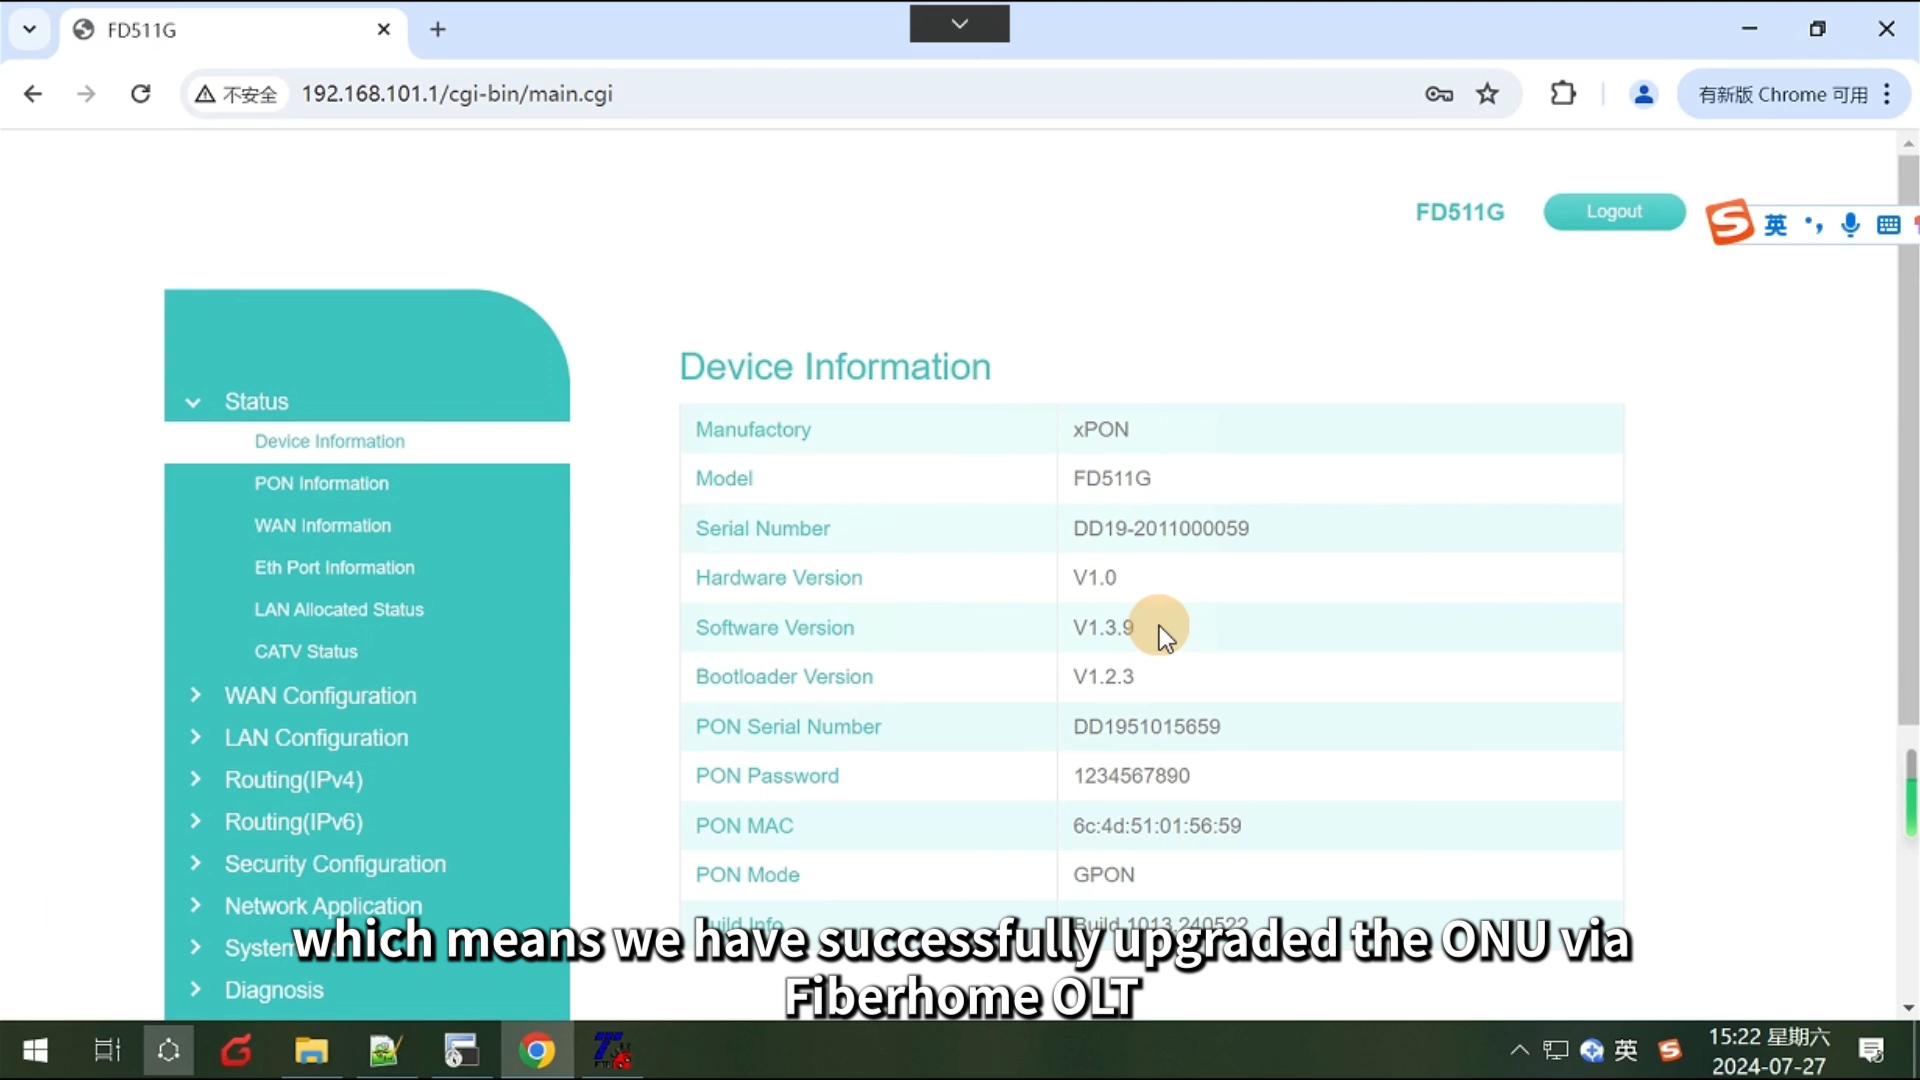 FD511G
不安全
192.168.101.1/cgi-bin/main.cgi
有新版 Chrome 可用
FD511G
Logout
英
Status
Device Information
PON Information
WAN Information
Eth Port Information
LAN Allocated Status
CATV Status
WAN Configuration
LAN Configuration
Routing(IPv4)
Routing(IPv6)
Security Configuration
Network Application
System
Diagnosis
Device Information
Manufactory xPON
Model FD511G
Serial Number DD19-2011000059
Hardware Version V1.0
Software Version V1.3.9
Bootloader Version V1.2.3
PON Serial Number DD1951015659
PON Password 1234567890
PON MAC 6c:4d:51:01:56:59
PON Mode GPON
Build Info Build 1013.240522
which means we have successfully upgraded the ONU via
Fiberhome OLT
英
15:22 星期六
2024-07-27